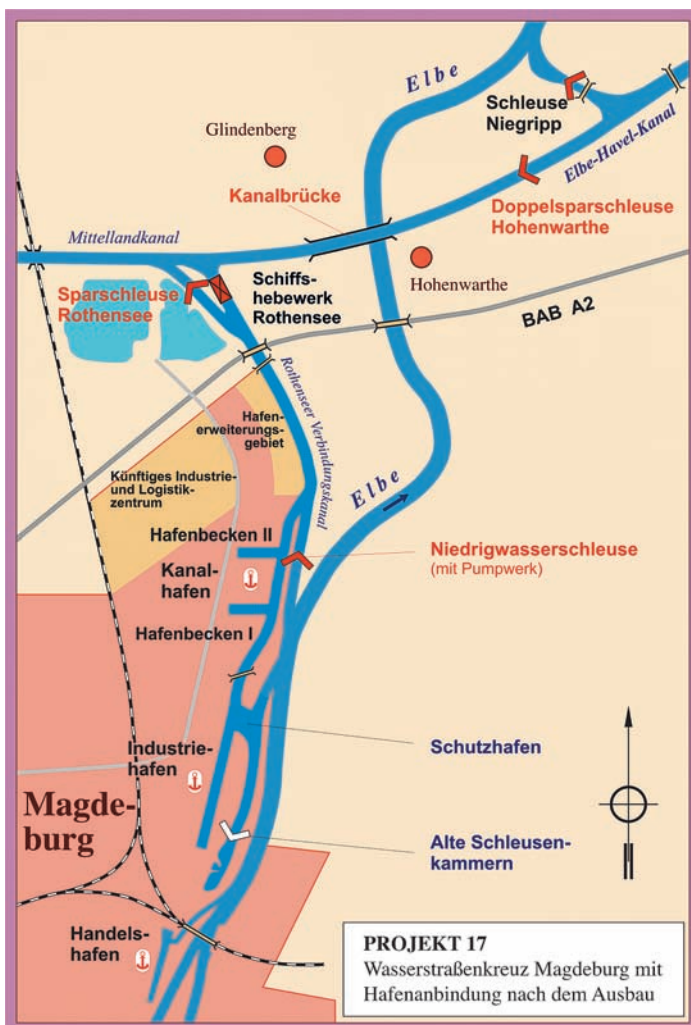 Elbe
Schleuse
Niegripp
Glindenberg
Elbe-Havel-Kanal
Kanalbrücke
Doppelsparschleuse
Hohenwarthe
Mittellandkanal
Hohenwarthe
Sparschleuse
Rothensee
Schiffs-
hebewerk
Rothensee
BAB A2
Rothenseer Verbindungskanal
Hafen-
erweiterungs-
gebiet
Künftiges Industrie-
und Logistik-
zentrum
Elbe
Hafenbecken II
Niedrigwasserschleuse
(mit Pumpwerk)
Kanal-
hafen
Hafenbecken I
Industrie-
hafen
Schutzhafen
Magde-
burg
Alte Schleusen-
kammern
Handels-
hafen
PROJEKT 17
Wasserstraßenkreuz Magdeburg mit
Hafenanbindung nach dem Ausbau